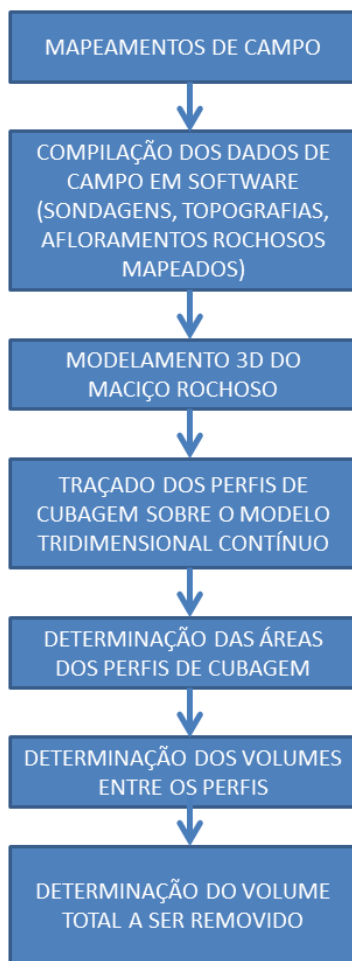 MAPEAMENTOS DE CAMPO
COMPILAÇÃO DOS DADOS DE
CAMPO EM SOFTWARE
(SONDAGENS, TOPOGRAFIAS,
AFLORAMENTOS ROCHOSOS
MAPEADOS)
MODELAMENTO 3D DO
MACIÇO ROCHOSO
TRAÇADO DOS PERFIS DE
CUBAGEM SOBRE O MODELO
TRIDIMENSIONAL CONTÍNUO
DETERMINAÇÃO DAS ÁREAS
DOS PERFIS DE CUBAGEM
DETERMINAÇÃO DOS VOLUMES
ENTRE OS PERFIS
DETERMINAÇÃO DO VOLUME
TOTAL A SER REMOVIDO